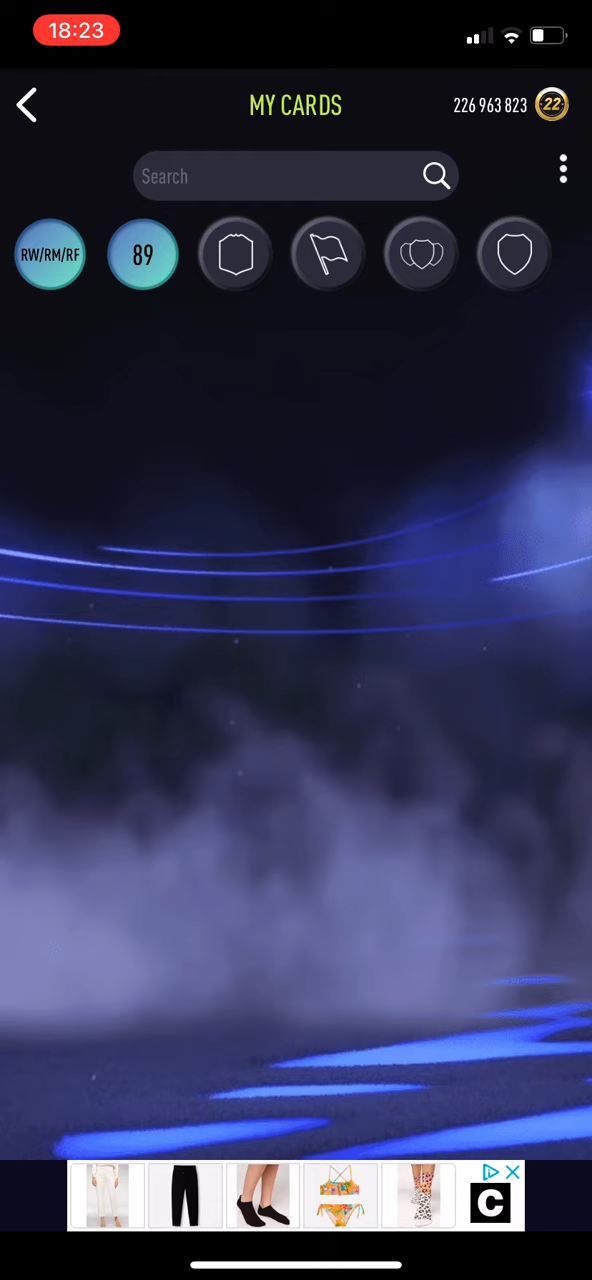 18:23
MY CARDS
226 963 823
22
Search
RW/RM/RF
89
C